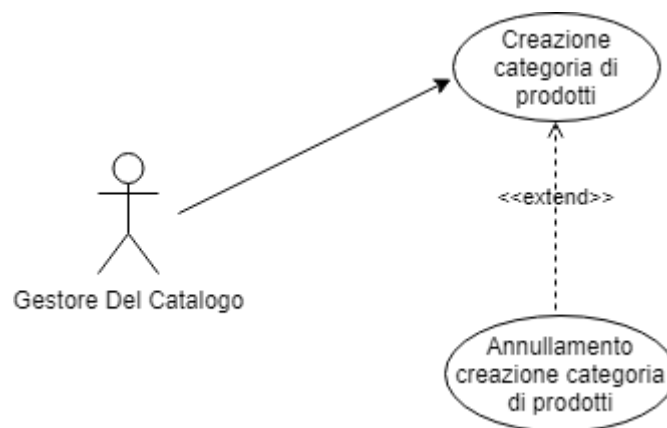 Creazione
categoria di
prodotti
<<extend>>
Gestore Del Catalogo
Annullamento
creazione categoria
di prodotti